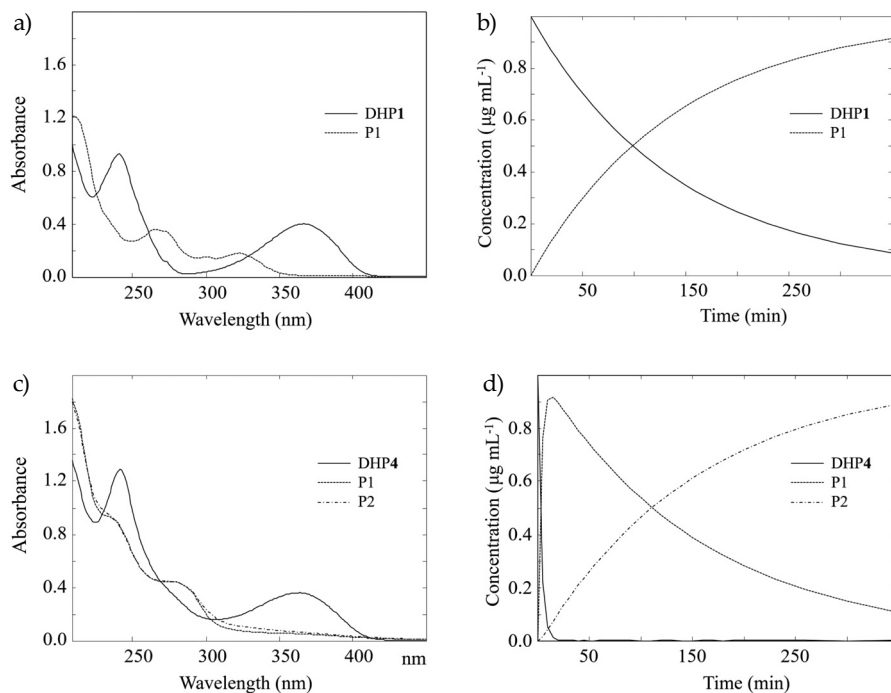 a)
Absorbance
2.0
1.6
1.2
0.8
0.4
0.0
DHP1
P1
250 300 350 400
Wavelength (nm)
b)
Concentration (µg mL-1)
0.8
0.6
0.4
0.2
0.0
DHP1
P1
50 150 250
Time (min)
c)
Absorbance
1.6
1.2
0.8
0.4
0.0
DHP4
P1
P2
250 300 350 400 nm
Wavelength (nm)
d)
Concentration (µg mL-1)
0.8
0.6
0.4
0.2
0.0
DHP4
P1
P2
50 150 250
Time (min)